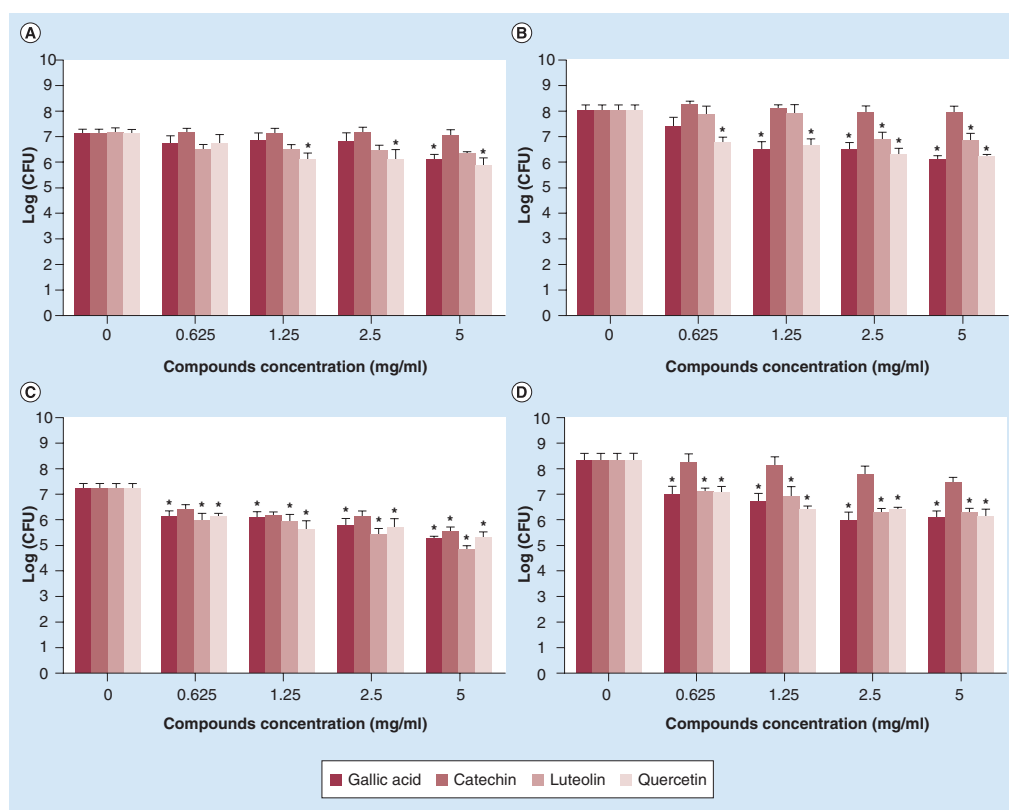 A
10
9
8
7
6
5
4
3
2
1
0
Log (CFU)
* * * *
0 0.625 1.25 2.5 5
Compounds concentration (mg/ml)
B
10
9
8
7
6
5
4
3
2
1
0
Log (CFU)
* * * * * * * * *
0 0.625 1.25 2.5 5
Compounds concentration (mg/ml)
C
10
9
8
7
6
5
4
3
2
1
0
Log (CFU)
* * * * * * * * * * * * *
0 0.625 1.25 2.5 5
Compounds concentration (mg/ml)
D
10
9
8
7
6
5
4
3
2
1
0
Log (CFU)
* * * * * * * * * * * *
0 0.625 1.25 2.5 5
Compounds concentration (mg/ml)
Gallic acid Catechin Luteolin Quercetin